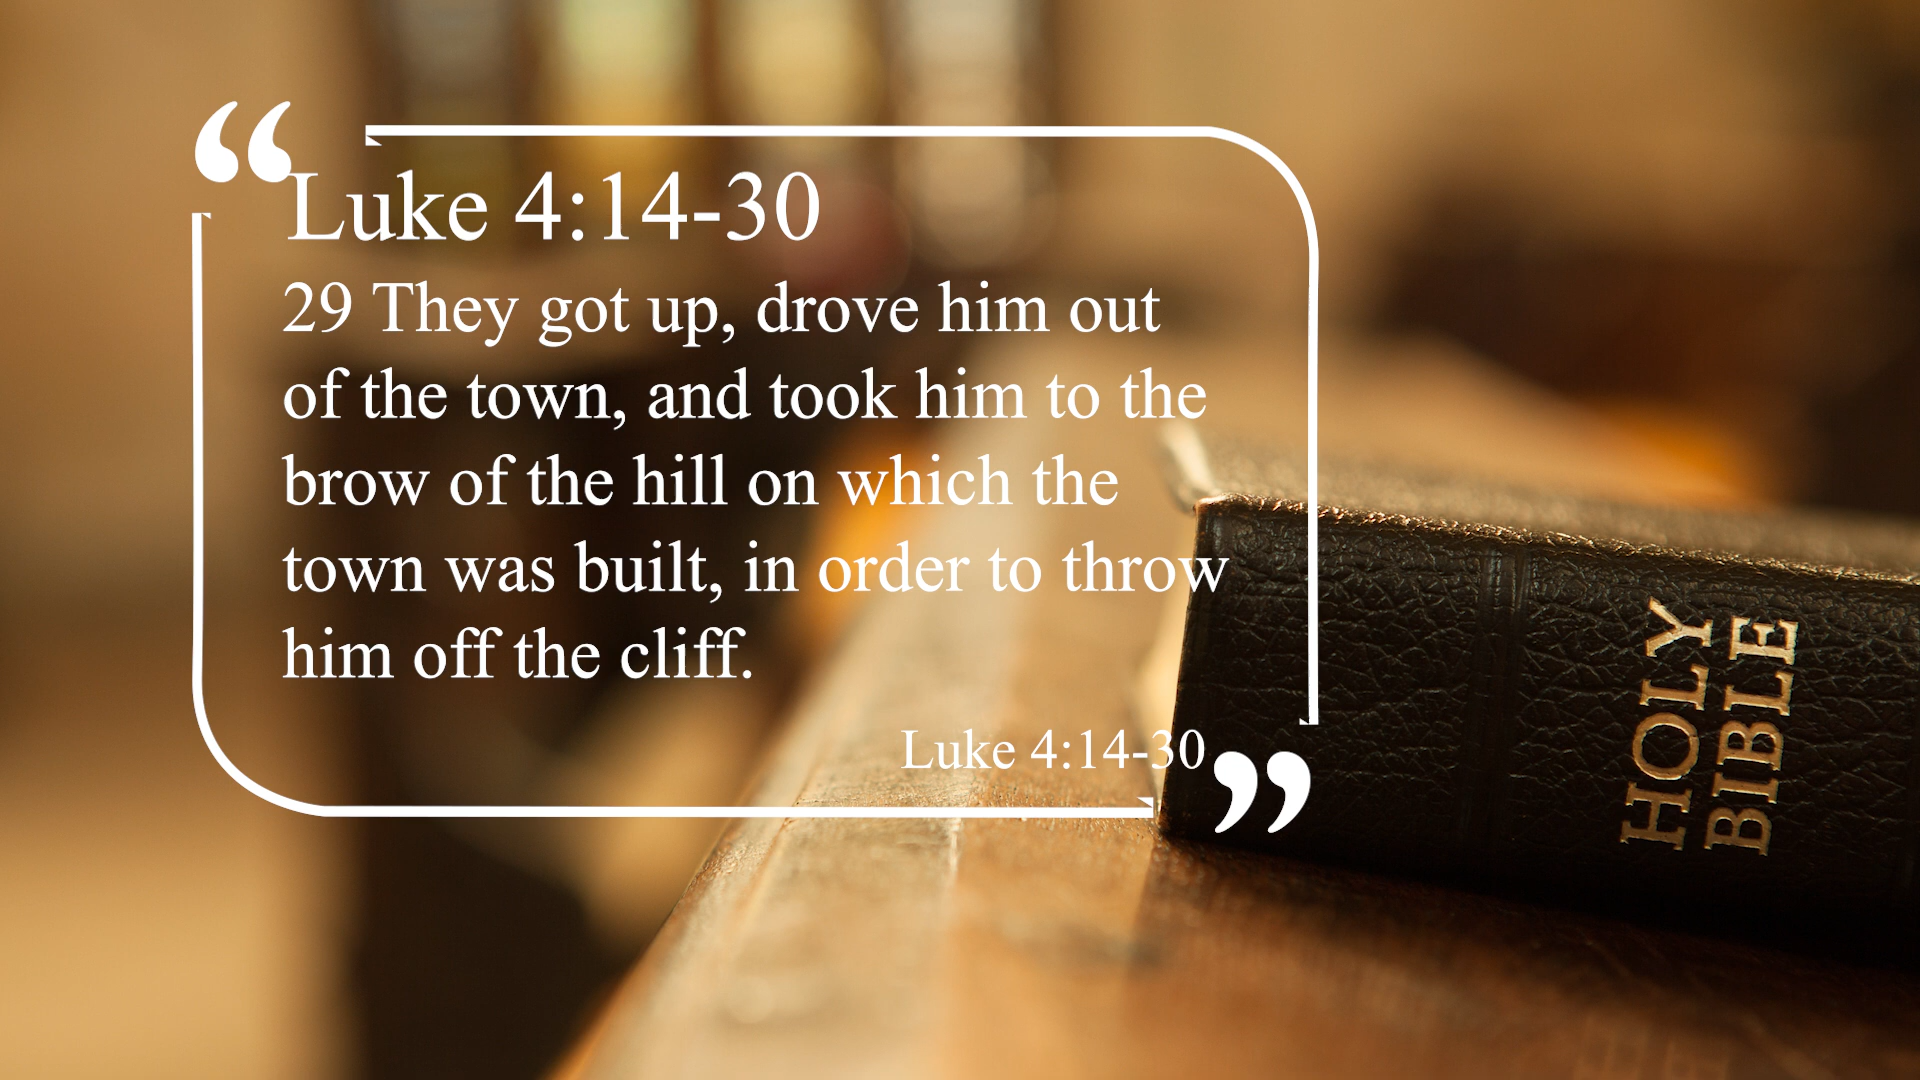 “
Luke 4:14-30
29 They got up, drove him out
of the town, and took him to the
brow of the hill on which the
town was built, in order to throw
him off the cliff.
Luke 4:14-30
”
HOLY
BIBLE